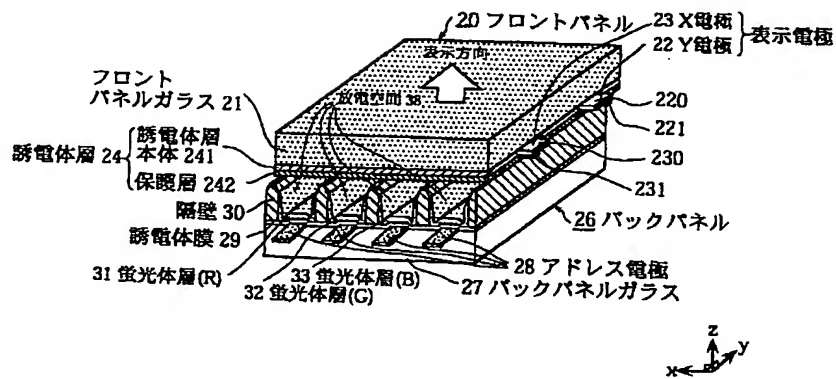 20 フロントパネル
23 X電極
22 Y電極
表示電極
表示方向
フロント
パネルガラス 21
放電空間 38
220
221
230
231
誘電体層 24
誘電体層
本体 241
保護層 242
隔壁 30
誘電体膜 29
26 バックパネル
31 蛍光体層(R)
32 蛍光体層(G)
33 蛍光体層(B)
28 アドレス電極
27 バックパネルガラス
z
y
x